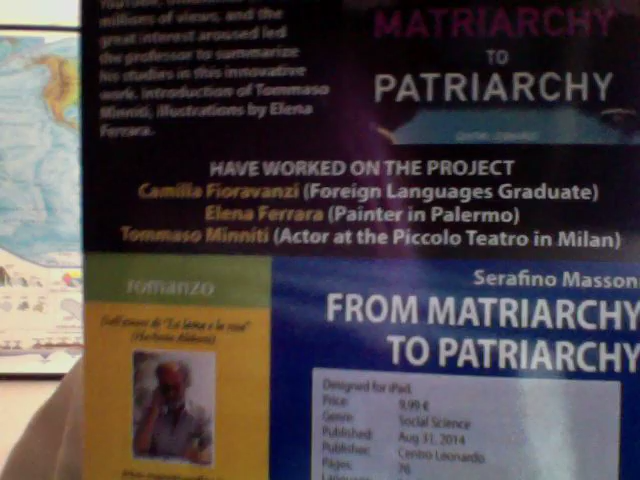 millions of views, and the
great interest aroused led
the professor to summarize
his studies in this innovative
work. Introduction of Tommaso
Minniti, illustrations by Elena
Ferrara.
MATRIARCHY
TO
PATRIARCHY
HAVE WORKED ON THE PROJECT
Camilla Fioravanzi (Foreign Languages Graduate)
Elena Ferrara (Painter in Palermo)
Tommaso Minniti (Actor at the Piccolo Teatro in Milan)
romanzo
Serafino Masson
FROM MATRIARCHY
TO PATRIARCHY
Designed for iPad.
Price: 9,99 €
Genre: Social Science
Published: Aug 31, 2014
Publisher: Centro Leonardo
Pages: 76